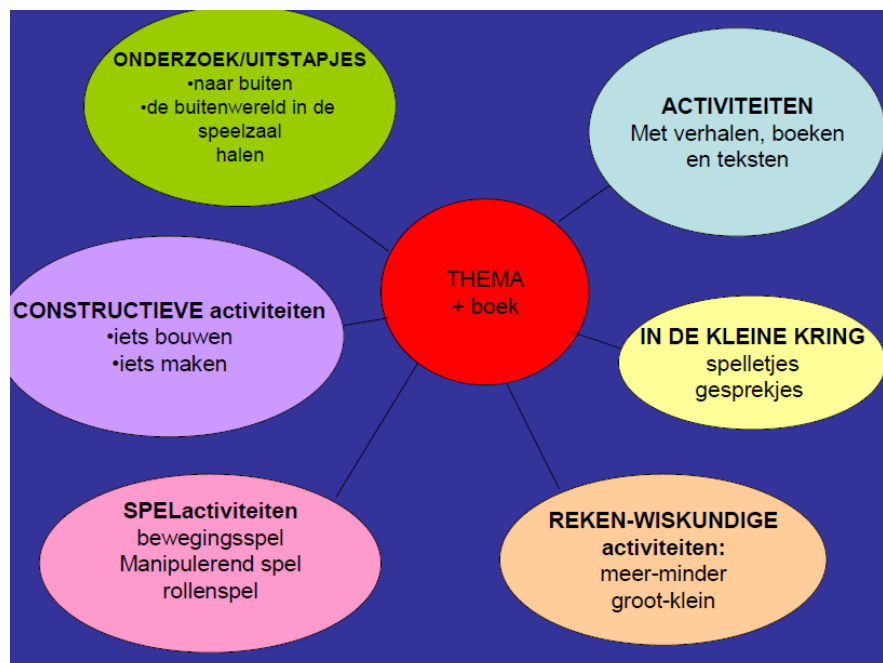 ONDERZOEK/UITSTAPJES
•naar buiten
•de buitenwereld in de
speelzaal
halen
ACTIVITEITEN
Met verhalen, boeken
en teksten
THEMA
+ boek
CONSTRUCTIEVE activiteiten
•iets bouwen
•iets maken
IN DE KLEINE KRING
spelletjes
gesprekjes
SPELactiviteiten
bewegingsspel
Manipulerend spel
rollenspel
REKEN-WISKUNDIGE
activiteiten:
meer-minder
groot-klein